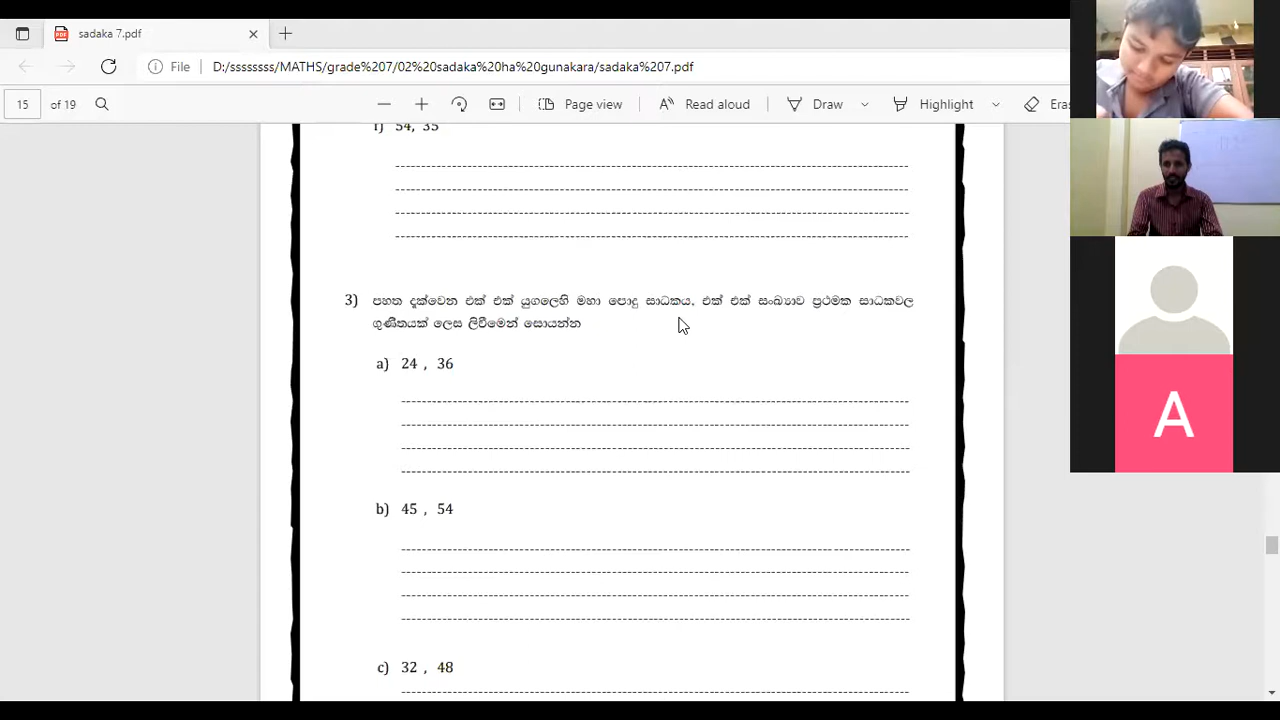 sadaka 7.pdf
File
D:/ssssssss/MATHS/grade%207/02%20sadaka%20ha%20gunakara/sadaka%207.pdf
15 of 19
Page view
Read aloud
Draw
Highlight
Eras
f) 54, 35
3) පහත දැක්වෙන එක් එක් යුගලෙහි මහා පොදු සාධකය, එක් එක් සංඛ්‍යාව ප්‍රථමක සාධකවල
ගුණිතයක් ලෙස ලිවීමෙන් සොයන්න
a) 24 , 36
b) 45 , 54
c) 32 , 48
A